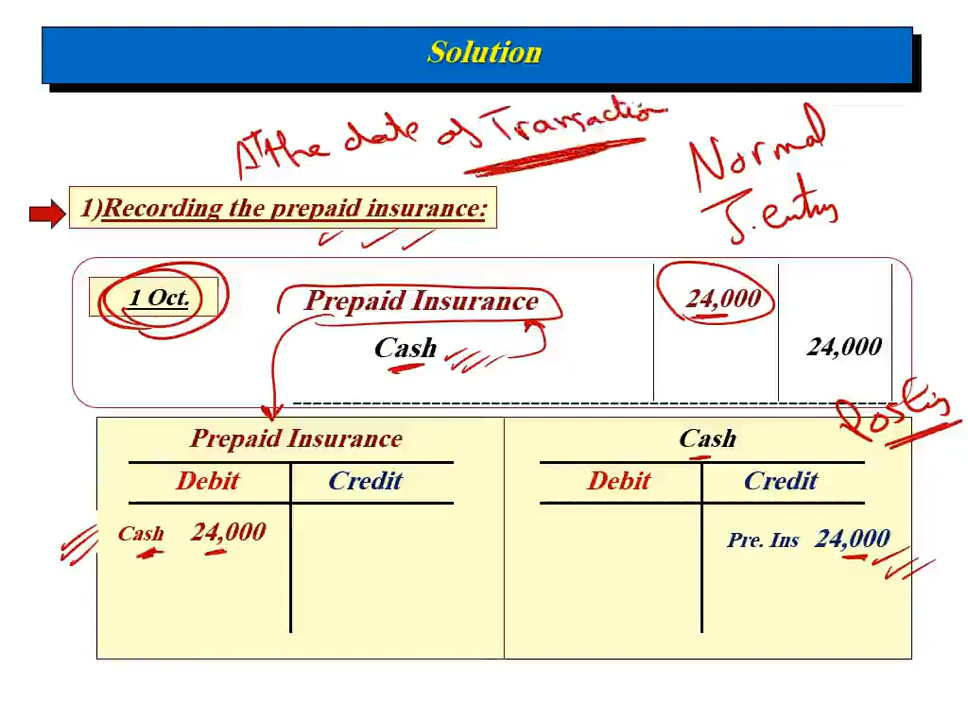 Solution
At the date of Transaction
Normal
J. entry
1)Recording the prepaid insurance:
1 Oct. Prepaid Insurance 24,000
Cash 24,000
Posting
Prepaid Insurance Cash
Debit Credit Debit Credit
Cash 24,000 Pre. Ins 24,000